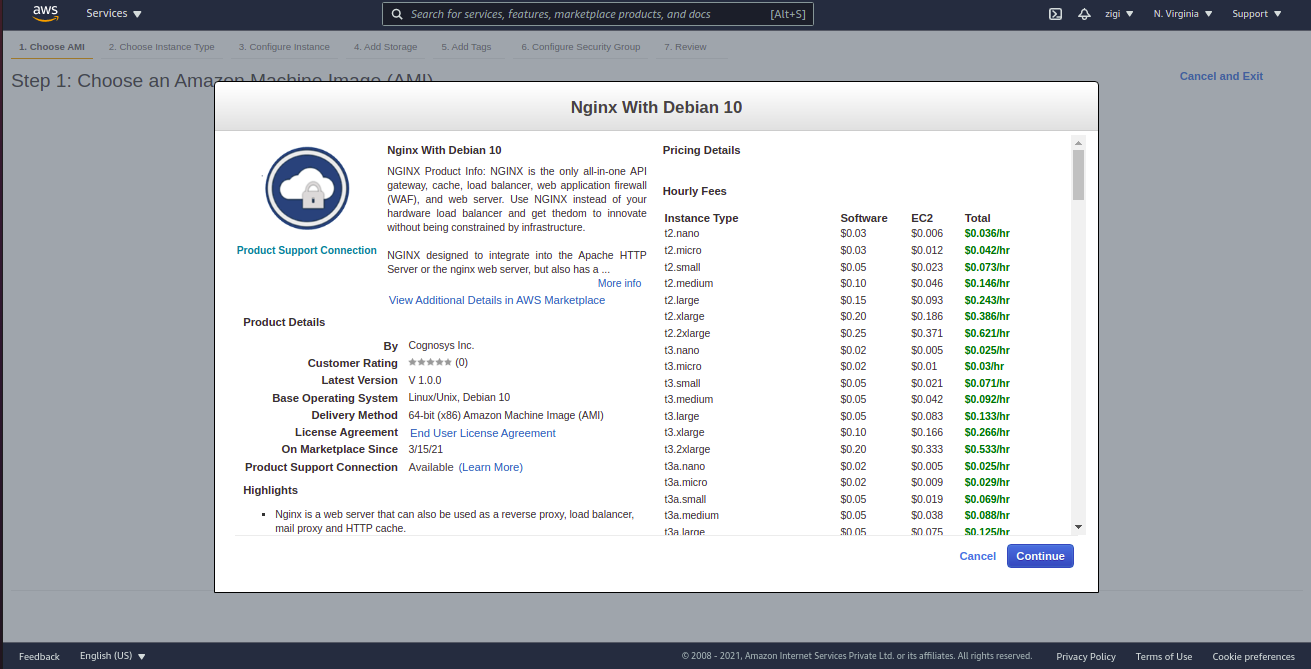 aws
Services
Search for services, features, marketplace products, and docs [Alt+S]
zigi
N. Virginia
Support
1. Choose AMI 2. Choose Instance Type 3. Configure Instance 4. Add Storage 5. Add Tags 6. Configure Security Group 7. Review
Step 1: Choose an Amazon Machine Image (AMI)
Cancel and Exit
Nginx With Debian 10
Product Support Connection
Nginx With Debian 10
NGINX Product Info: NGINX is the only all-in-one API
gateway, cache, load balancer, web application firewall
(WAF), and web server. Use NGINX instead of your
hardware load balancer and get thedom to innovate
without being constrained by infrastructure.
NGINX designed to integrate into the Apache HTTP
Server or the nginx web server, but also has a ...
More info
View Additional Details in AWS Marketplace
Product Details
By Cognosys Inc.
Customer Rating (0)
Latest Version V 1.0.0
Base Operating System Linux/Unix, Debian 10
Delivery Method 64-bit (x86) Amazon Machine Image (AMI)
License Agreement End User License Agreement
On Marketplace Since 3/15/21
Product Support Connection Available (Learn More)
Highlights
Nginx is a web server that can also be used as a reverse proxy, load balancer,
mail proxy and HTTP cache.
Pricing Details
Hourly Fees
Instance Type Software EC2 Total
t2.nano $0.03 $0.006 $0.036/hr
t2.micro $0.03 $0.012 $0.042/hr
t2.small $0.05 $0.023 $0.073/hr
t2.medium $0.10 $0.046 $0.146/hr
t2.large $0.15 $0.093 $0.243/hr
t2.xlarge $0.20 $0.186 $0.386/hr
t2.2xlarge $0.25 $0.371 $0.621/hr
t3.nano $0.02 $0.005 $0.025/hr
t3.micro $0.02 $0.01 $0.03/hr
t3.small $0.05 $0.021 $0.071/hr
t3.medium $0.05 $0.042 $0.092/hr
t3.large $0.05 $0.083 $0.133/hr
t3.xlarge $0.10 $0.166 $0.266/hr
t3.2xlarge $0.20 $0.333 $0.533/hr
t3a.nano $0.02 $0.005 $0.025/hr
t3a.micro $0.02 $0.009 $0.029/hr
t3a.small $0.05 $0.019 $0.069/hr
t3a.medium $0.05 $0.038 $0.088/hr
t3a.large $0.05 $0.075 $0.125/hr
Cancel
Continue
Feedback
English (US)
© 2008 - 2021, Amazon Internet Services Private Ltd. or its affiliates. All rights reserved.
Privacy Policy
Terms of Use
Cookie preferences